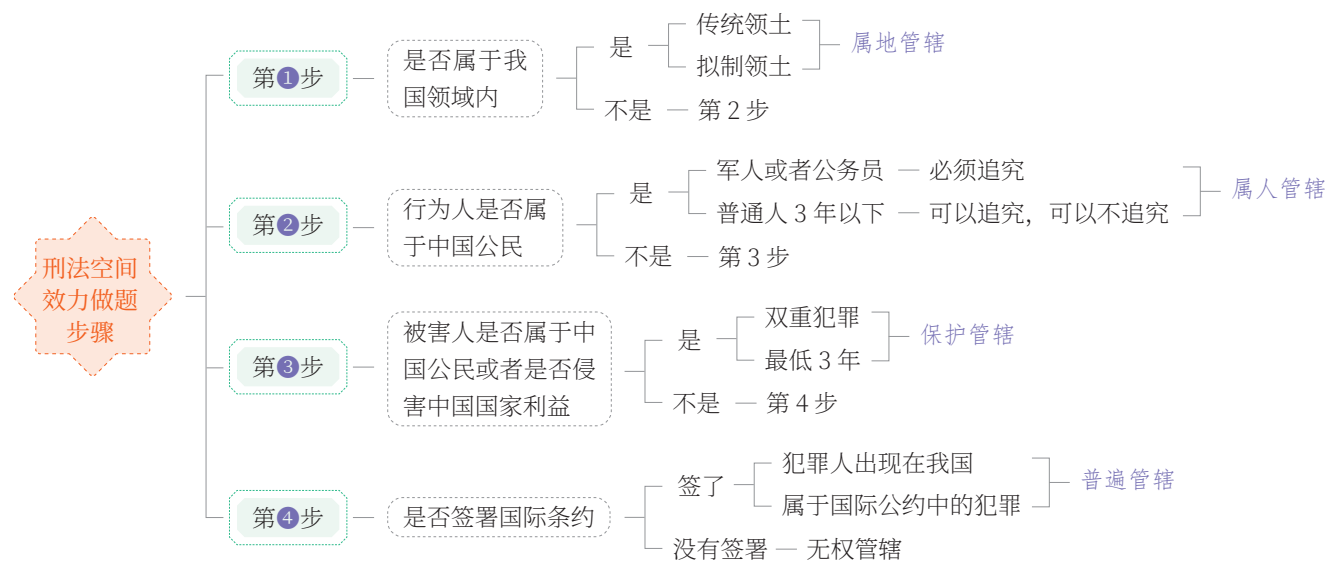 刑法空间
效力做题
步骤
第❶步
是否属于我
国领域内
是
传统领土
拟制领土
属地管辖
不是
第 2 步
第❷步
行为人是否属
于中国公民
是
军人或者公务员
必须追究
普通人 3 年以下
可以追究，可以不追究
属人管辖
不是
第 3 步
第❸步
被害人是否属于中
国公民或者是否侵
害中国国家利益
是
双重犯罪
最低 3 年
保护管辖
不是
第 4 步
第❹步
是否签署国际条约
签了
犯罪人出现在我国
属于国际公约中的犯罪
普遍管辖
没有签署
无权管辖